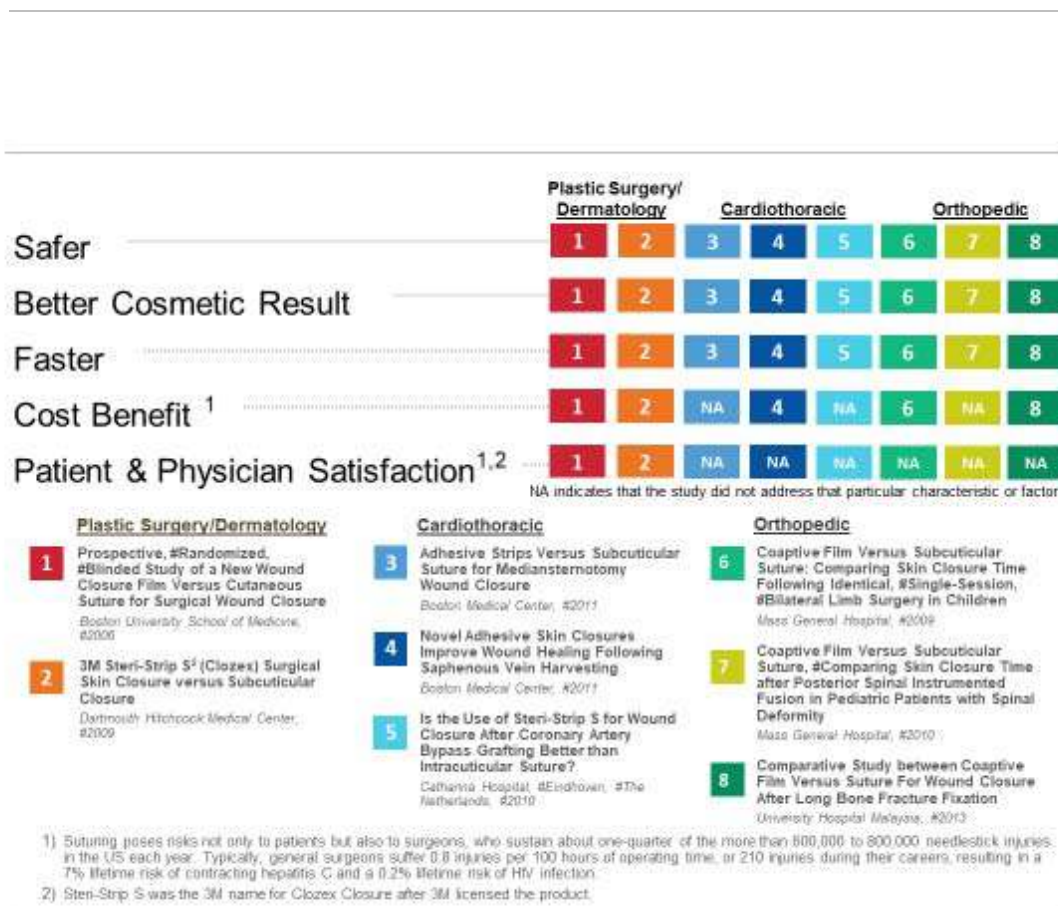 Plastic Surgery/
Dermatology Cardiothoracic Orthopedic
Safer 1 2 3 4 5 6 7 8
Better Cosmetic Result 1 2 3 4 5 6 7 8
Faster 1 2 3 4 5 6 7 8
Cost Benefit 1 1 2 NA 4 NA 6 NA 8
Patient & Physician Satisfaction1,2 1 2 NA NA NA NA NA NA
NA indicates that the study did not address that particular characteristic or factor
Plastic Surgery/Dermatology
1
Prospective, #Randomized,
#Blinded Study of a New Wound
Closure Film Versus Cutaneous
Suture for Surgical Wound Closure
Boston University School of Medicine,
#2006
2
3M Steri-Strip S² (Clozex) Surgical
Skin Closure versus Subcuticular
Closure
Dartmouth Hitchcock Medical Center,
#2009
Cardiothoracic
3
Adhesive Strips Versus Subcuticular
Suture for Mediansternotomy
Wound Closure
Boston Medical Center, #2011
4
Novel Adhesive Skin Closures
Improve Wound Healing Following
Saphenous Vein Harvesting
Boston Medical Center, #2011
5
Is the Use of Steri-Strip S for Wound
Closure After Coronary Artery
Bypass Grafting Better than
Intracuticular Suture?
Catharina Hospital, #Eindhoven, #The
Netherlands, #2010
Orthopedic
6
Coaptive Film Versus Subcuticular
Suture: Comparing Skin Closure Time
Following Identical, #Single-Session,
#Bilateral Limb Surgery in Children
Mass General Hospital, #2009
7
Coaptive Film Versus Subcuticular
Suture, #Comparing Skin Closure Time
after Posterior Spinal Instrumented
Fusion in Pediatric Patients with Spinal
Deformity
Mass General Hospital, #2010
8
Comparative Study between Coaptive
Film Versus Suture For Wound Closure
After Long Bone Fracture Fixation
University Hospital Malaysia, #2013
1) Suturing poses risks not only to patients but also to surgeons, who sustain about one-quarter of the more than 600,000 to 800,000 needlestick injuries
in the US each year. Typically, general surgeons suffer 0.8 injuries per 100 hours of operating time, or 210 injuries during their careers, resulting in a
7% lifetime risk of contracting hepatitis C and a 0.2% lifetime risk of HIV infection.
2) Steri-Strip S was the 3M name for Clozex Closure after 3M licensed the product.